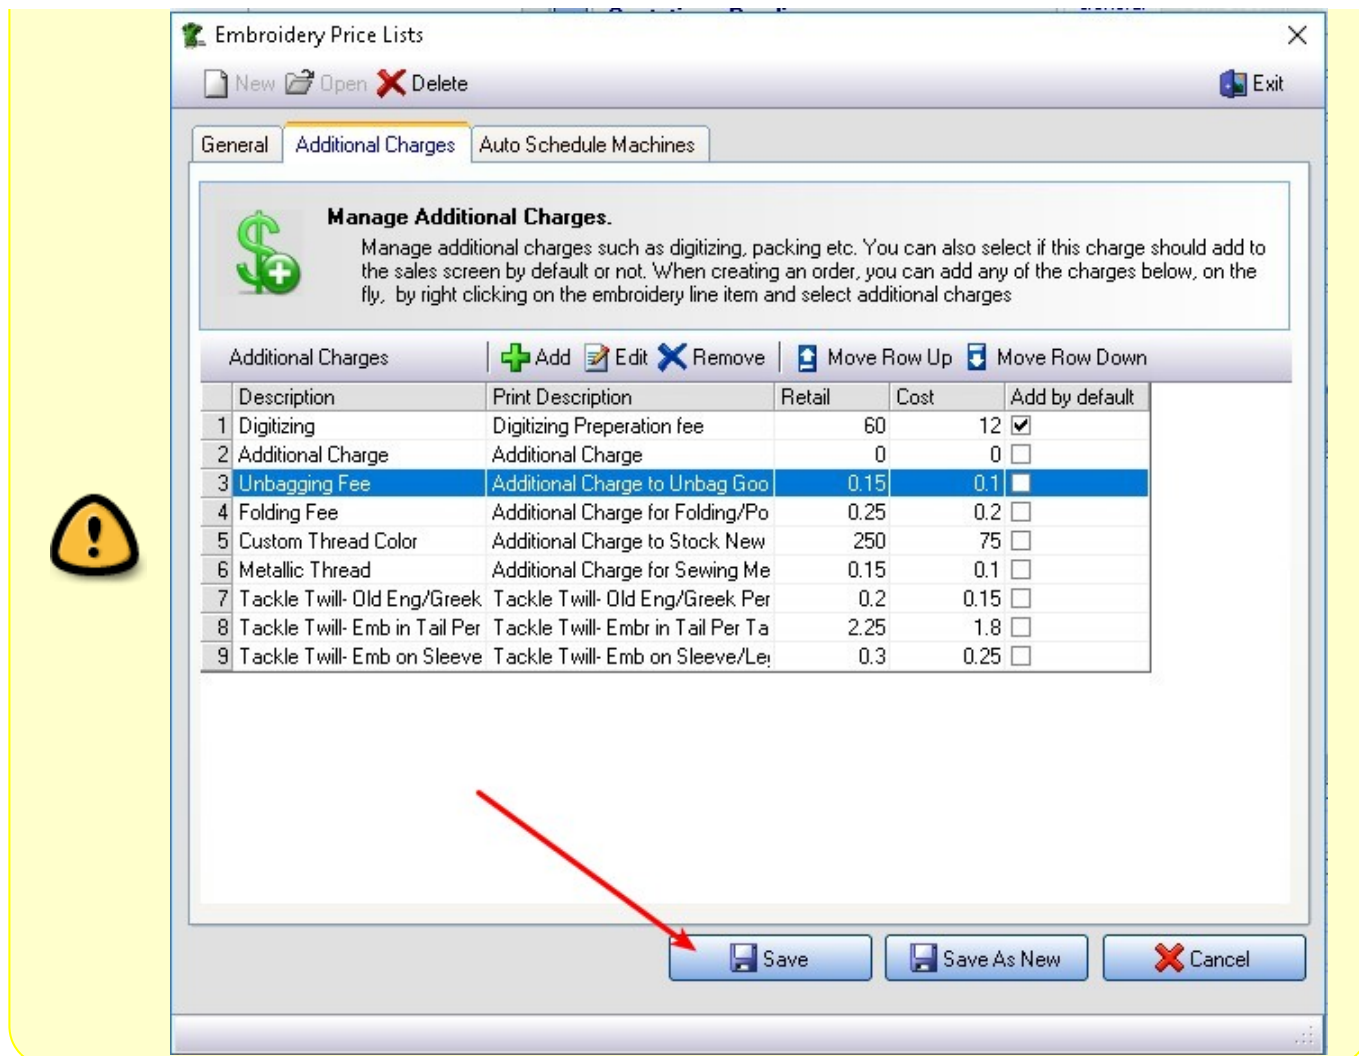 Embroidery Price Lists
New Open Delete Exit
General Additional Charges Auto Schedule Machines
Manage Additional Charges.
Manage additional charges such as digitizing, packing etc. You can also select if this charge should add to
the sales screen by default or not. When creating an order, you can add any of the charges below, on the
fly, by right clicking on the embroidery line item and select additional charges
Additional Charges Add Edit Remove Move Row Up Move Row Down
Description Print Description Retail Cost Add by default
1 Digitizing Digitizing Preperation fee 60 12
2 Additional Charge Additional Charge 0 0
3 Unbagging Fee Additional Charge to Unbag Goo 0.15 0.1
4 Folding Fee Additional Charge for Folding/Po 0.25 0.2
5 Custom Thread Color Additional Charge to Stock New 250 75
6 Metallic Thread Additional Charge for Sewing Me 0.15 0.1
7 Tackle Twill- Old Eng/Greek Tackle Twill- Old Eng/Greek Per 0.2 0.15
8 Tackle Twill- Emb in Tail Per Tackle Twill- Embr in Tail Per Ta 2.25 1.8
9 Tackle Twill- Emb on Sleeve Tackle Twill- Emb on Sleeve/Le 0.3 0.25
Save Save As New Cancel